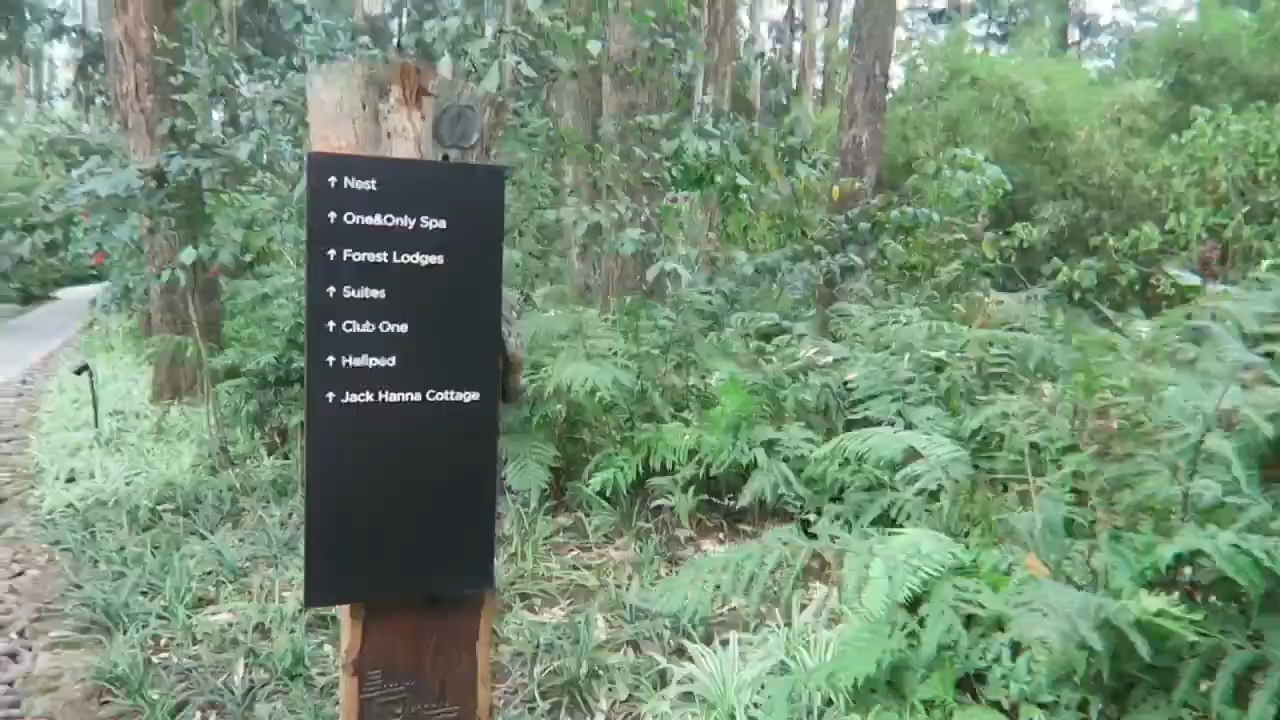 ↑ Nest
↑ One&Only Spa
↑ Forest Lodges
↑ Suites
↑ Club One
↑ Helipad
↑ Jack Hanna Cottage